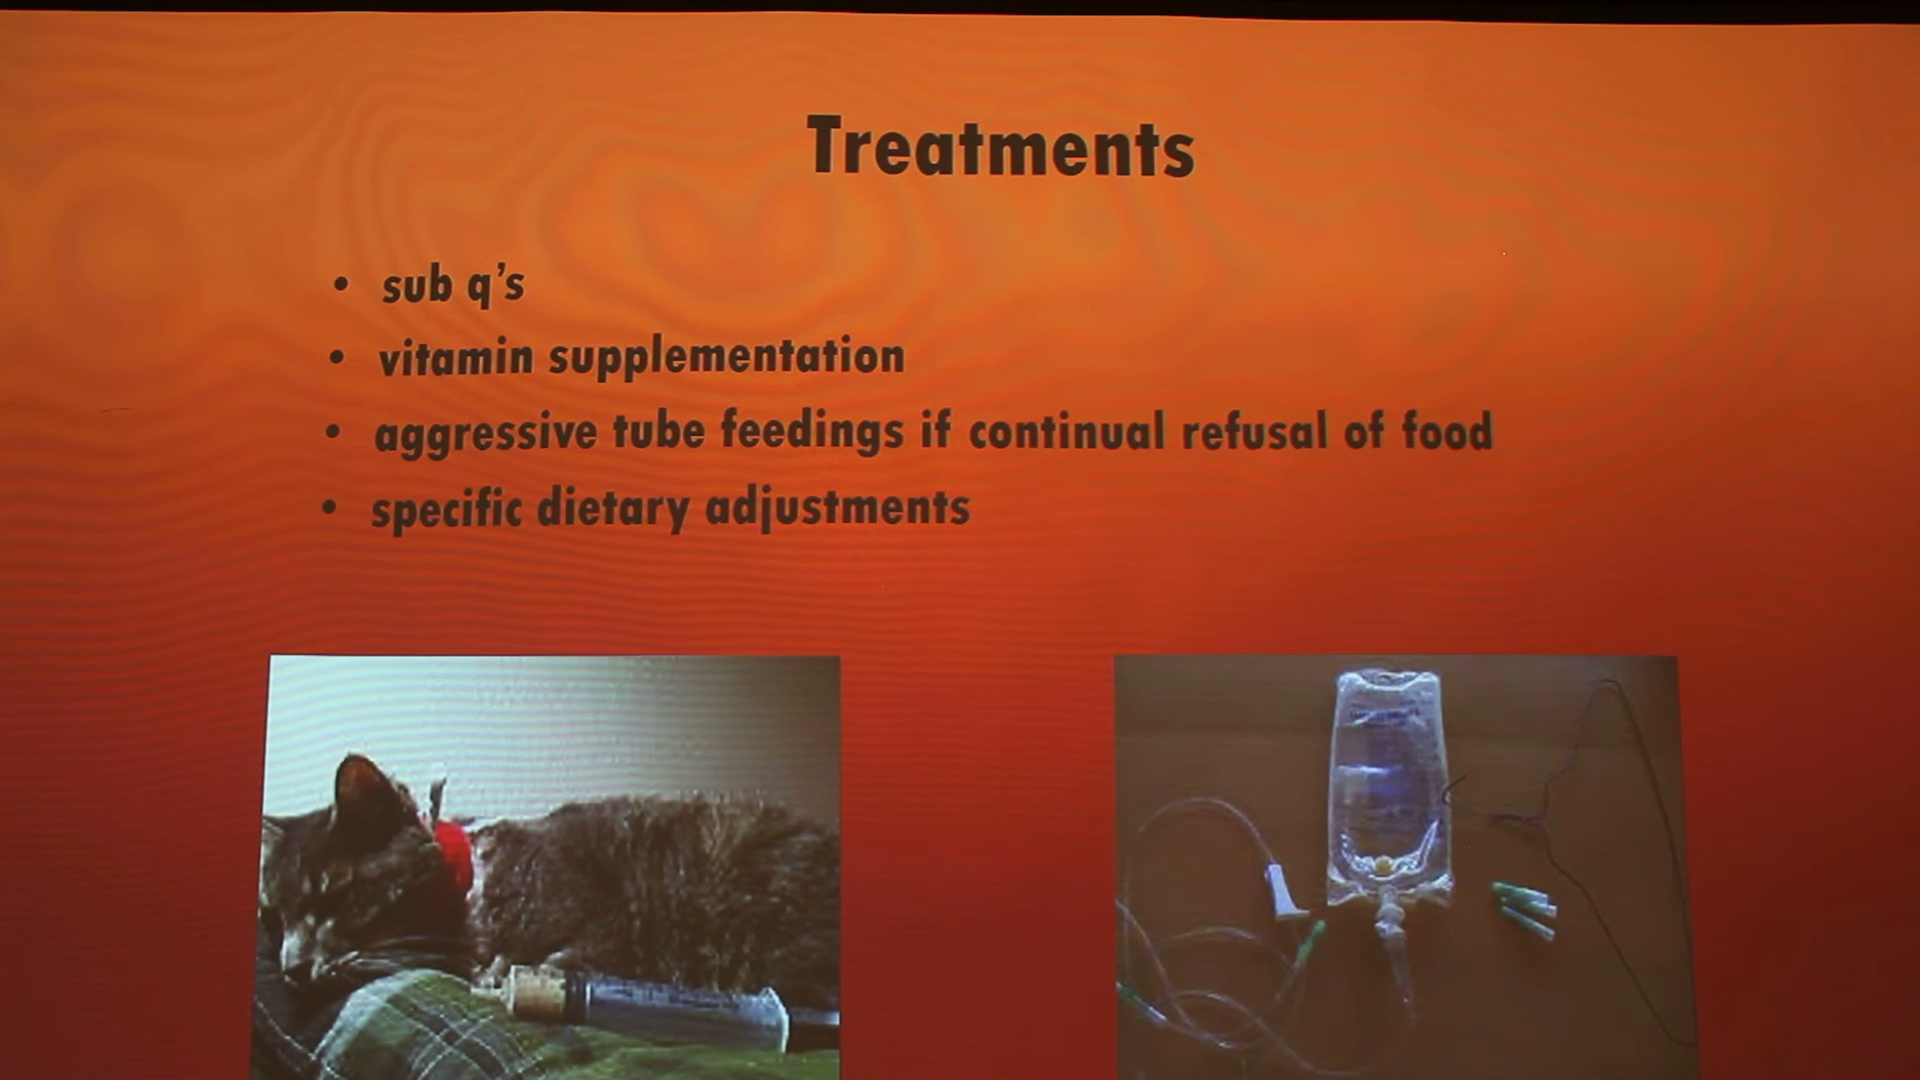 Treatments
• sub q’s
• vitamin supplementation
• aggressive tube feedings if continual refusal of food
• specific dietary adjustments